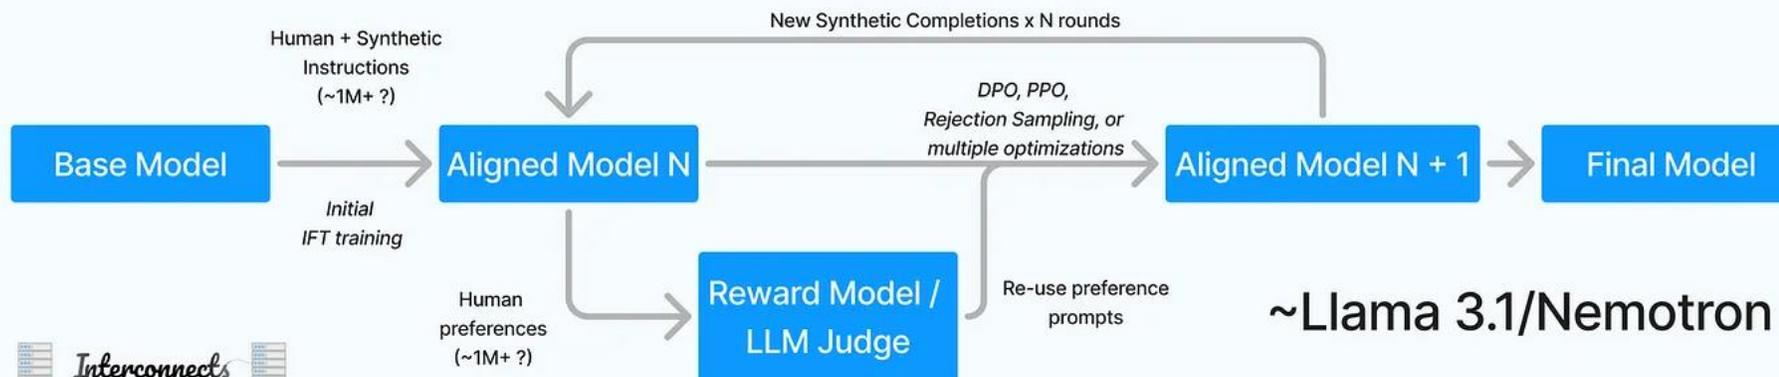 New Synthetic Completions x N rounds
Human + Synthetic
Instructions
(~1M+ ?)
DPO, PPO,
Rejection Sampling, or
multiple optimizations
Base Model
Aligned Model N
Aligned Model N + 1
Final Model
Initial
IFT training
Human
preferences
(~1M+ ?)
Reward Model /
LLM Judge
Re-use preference
prompts
~Llama 3.1/Nemotron
Interconnects